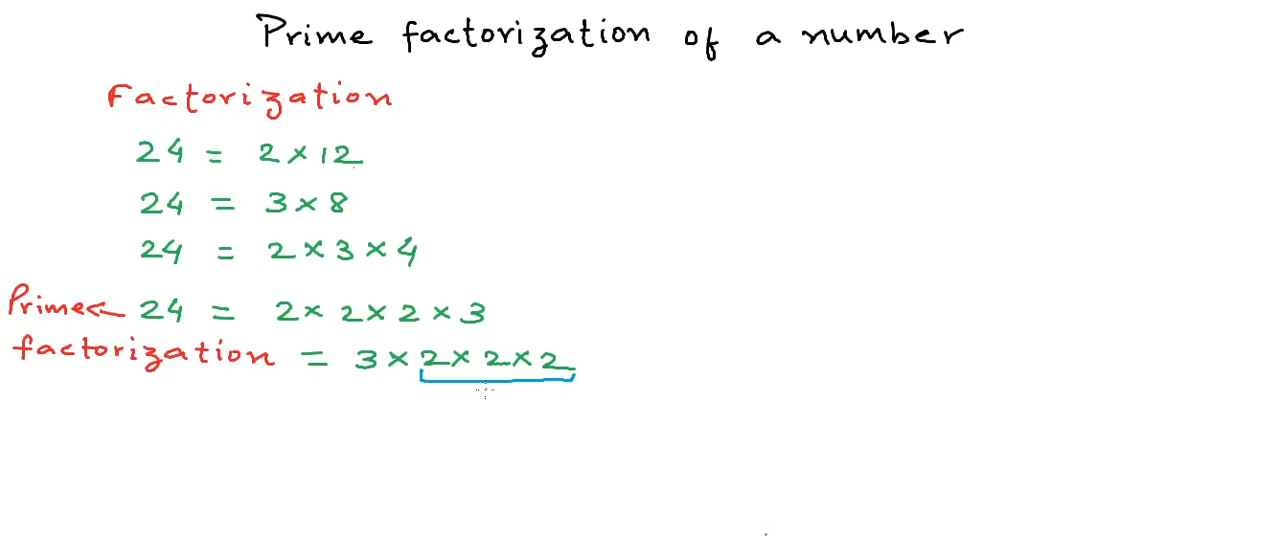 Prime factorization of a number
Factorization
24 = 2 × 12
24 = 3 × 8
24 = 2 × 3 × 4
Prime ← 24 = 2 × 2 × 2 × 3
factorization = 3 × 2 × 2 × 2